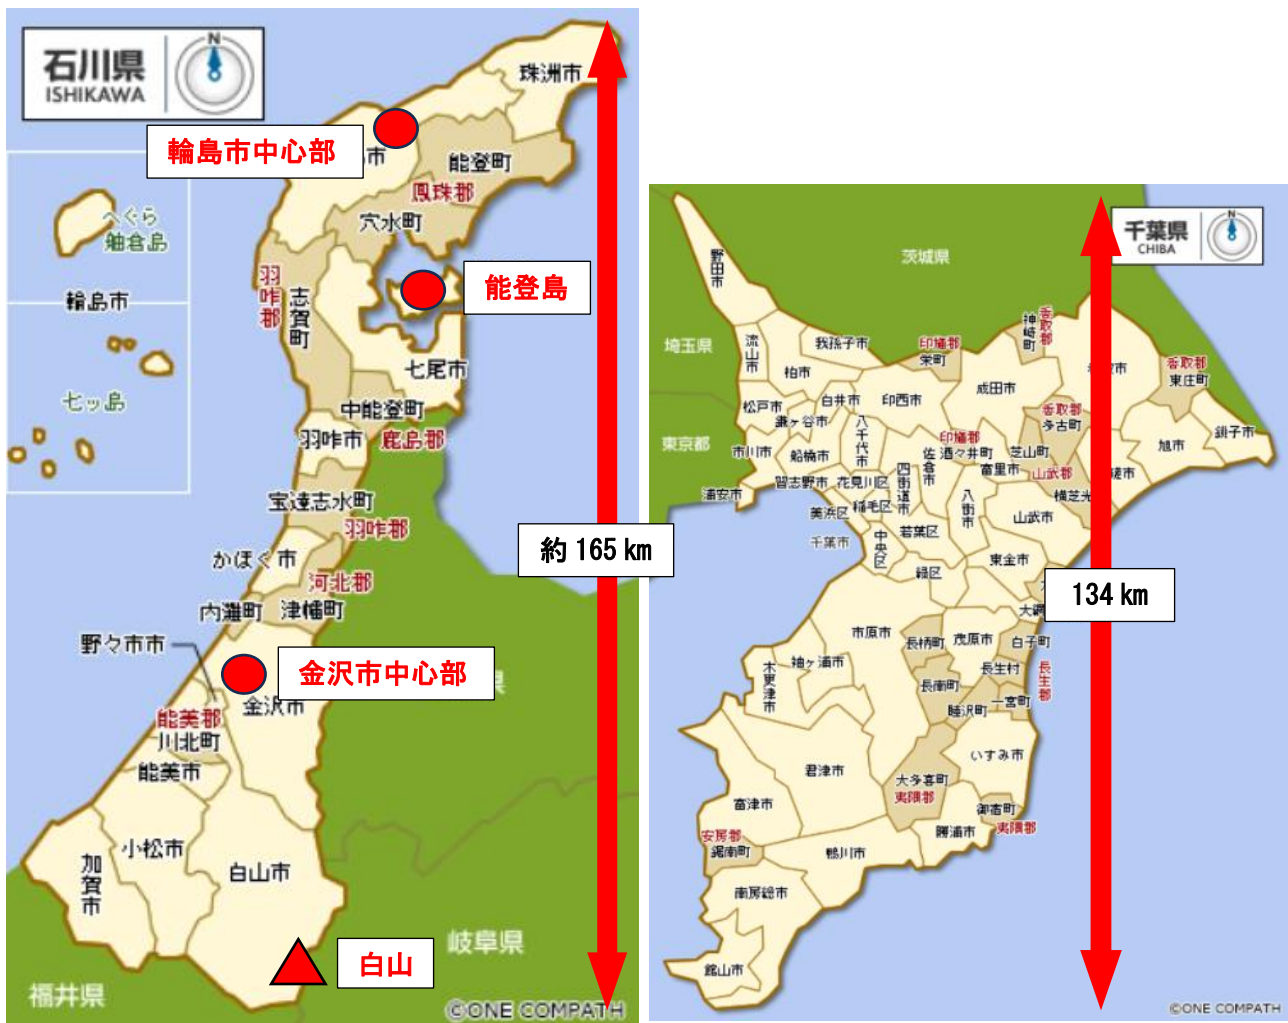 石川県
ISHIKAWA
N
珠洲市
輪島市中心部
市
能登町
鳳珠郡
穴水町
へぐら
舳倉島
輪島市
七ッ島
羽咋郡
志賀町
能登島
七尾市
中能登町
羽咋市
鹿島郡
宝達志水町
羽咋郡
かほく市
河北郡
内灘町
津幡町
野々市市
金沢市中心部
金沢市
能美郡
川北町
能美市
小松市
加賀市
白山市
白山
岐阜県
福井県
県
約 165 km
©ONE COMPATH
千葉県
CHIBA
N
茨城県
埼玉県
東京都
野田市
流山市
我孫子市
柏市
印旛郡
栄町
神崎町
香取郡
成田市
市
香取郡
東庄町
松戸市
白井市
印西市
鎌ヶ谷市
香取郡
多古町
市川市
船橋市
八千代市
佐倉市
印旛郡
酒々井町
富里市
芝山町
山武郡
旭市
銚子市
浦安市
習志野市
花見川区
四街道市
八街市
横芝光
美浜区
稲毛区
若葉区
山武市
千葉市
中央区
緑区
東金市
大網
134 km
市原市
長柄町
茂原市
白子町
袖ヶ浦市
木更津市
長南町
長生村
長生郡
睦沢町
一宮町
いすみ市
君津市
大多喜町
夷隅郡
富津市
御宿町
夷隅郡
勝浦市
安房郡
鋸南町
鴨川市
南房総市
館山市
©ONE COMPATH